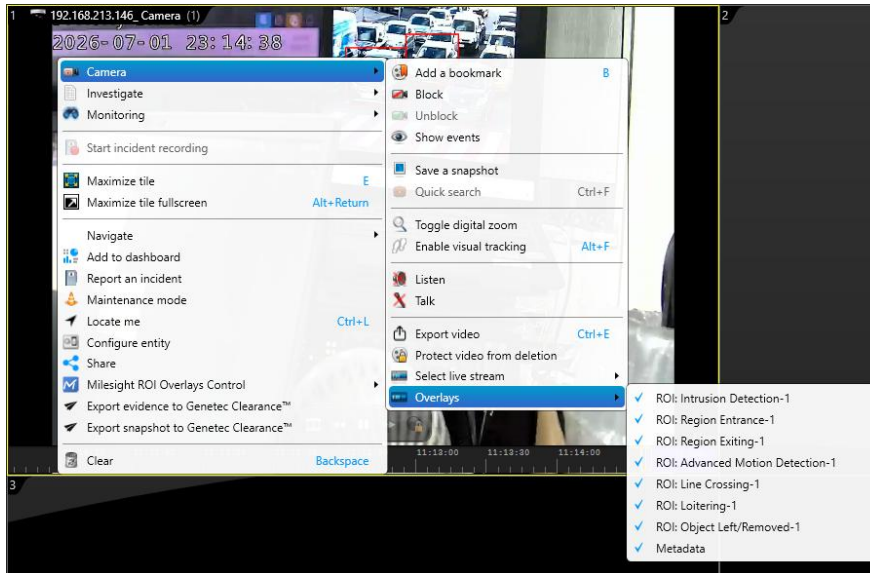 1
192.168.213.146_ Camera (1)
2
2026-07-01 23:14:38
Camera
Investigate
Monitoring
Start incident recording
Maximize tile E
Maximize tile fullscreen Alt+Return
Navigate
Add to dashboard
Report an incident
Maintenance mode
Locate me Ctrl+L
Configure entity
Share
Milesight ROI Overlays Control
Export evidence to Genetec Clearance™
Export snapshot to Genetec Clearance™
Clear Backspace
Add a bookmark B
Block
Unblock
Show events
Save a snapshot
Quick search Ctrl+F
Toggle digital zoom
Enable visual tracking Alt+F
Listen
Talk
Export video Ctrl+E
Protect video from deletion
Select live stream
Overlays
ROI: Intrusion Detection-1
ROI: Region Entrance-1
ROI: Region Exiting-1
ROI: Advanced Motion Detection-1
ROI: Line Crossing-1
ROI: Loitering-1
ROI: Object Left/Removed-1
Metadata
11:13:00 11:13:30 11:14:00
3